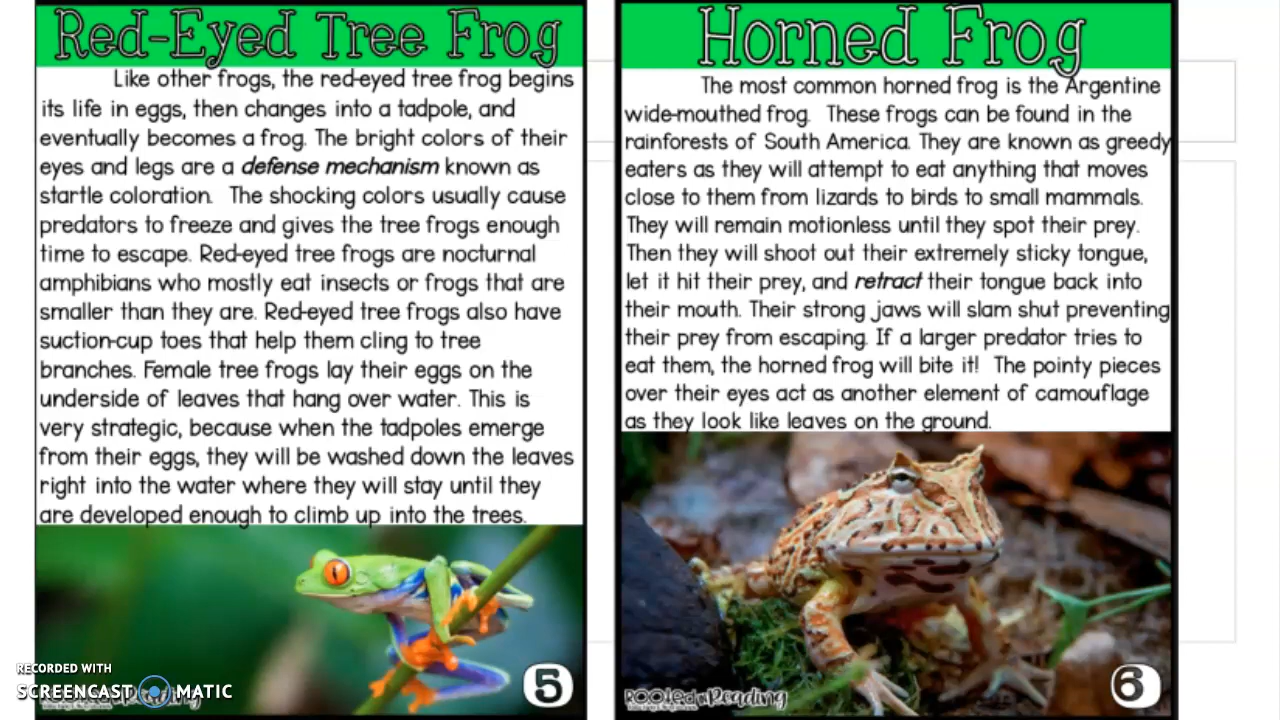 Red-Eyed Tree Frog
Like other frogs, the red-eyed tree frog begins
its life in eggs, then changes into a tadpole, and
eventually becomes a frog. The bright colors of their
eyes and legs are a defense mechanism known as
startle coloration. The shocking colors usually cause
predators to freeze and gives the tree frogs enough
time to escape. Red-eyed tree frogs are nocturnal
amphibians who mostly eat insects or frogs that are
smaller than they are. Red-eyed tree frogs also have
suction-cup toes that help them cling to tree
branches. Female tree frogs lay their eggs on the
underside of leaves that hang over water. This is
very strategic, because when the tadpoles emerge
from their eggs, they will be washed down the leaves
right into the water where they will stay until they
are developed enough to climb up into the trees.
5
RECORDED WITH
SCREENCAST MATIC
Horned Frog
The most common horned frog is the Argentine
wide-mouthed frog. These frogs can be found in the
rainforests of South America. They are known as greedy
eaters as they will attempt to eat anything that moves
close to them from lizards to birds to small mammals.
They will remain motionless until they spot their prey.
Then they will shoot out their extremely sticky tongue,
let it hit their prey, and retract their tongue back into
their mouth. Their strong jaws will slam shut preventing
their prey from escaping. If a larger predator tries to
eat them, the horned frog will bite it! The pointy pieces
over their eyes act as another element of camouflage
as they look like leaves on the ground.
ROOTED in Reading
6